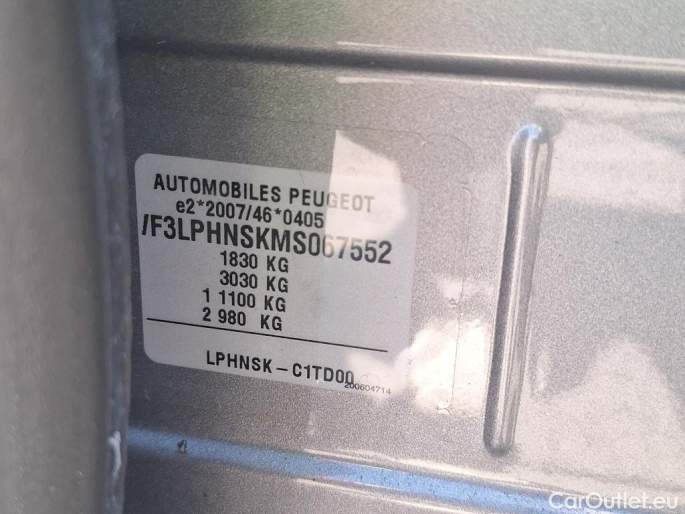 AUTOMOBILES PEUGEOT
e2*2007/46*0405
/F3LPHNSKMS067552
1830 KG
3030 KG
1 1100 KG
2 980 KG
LPHNSK-C1TD00
200604714
CarOutlet.eu